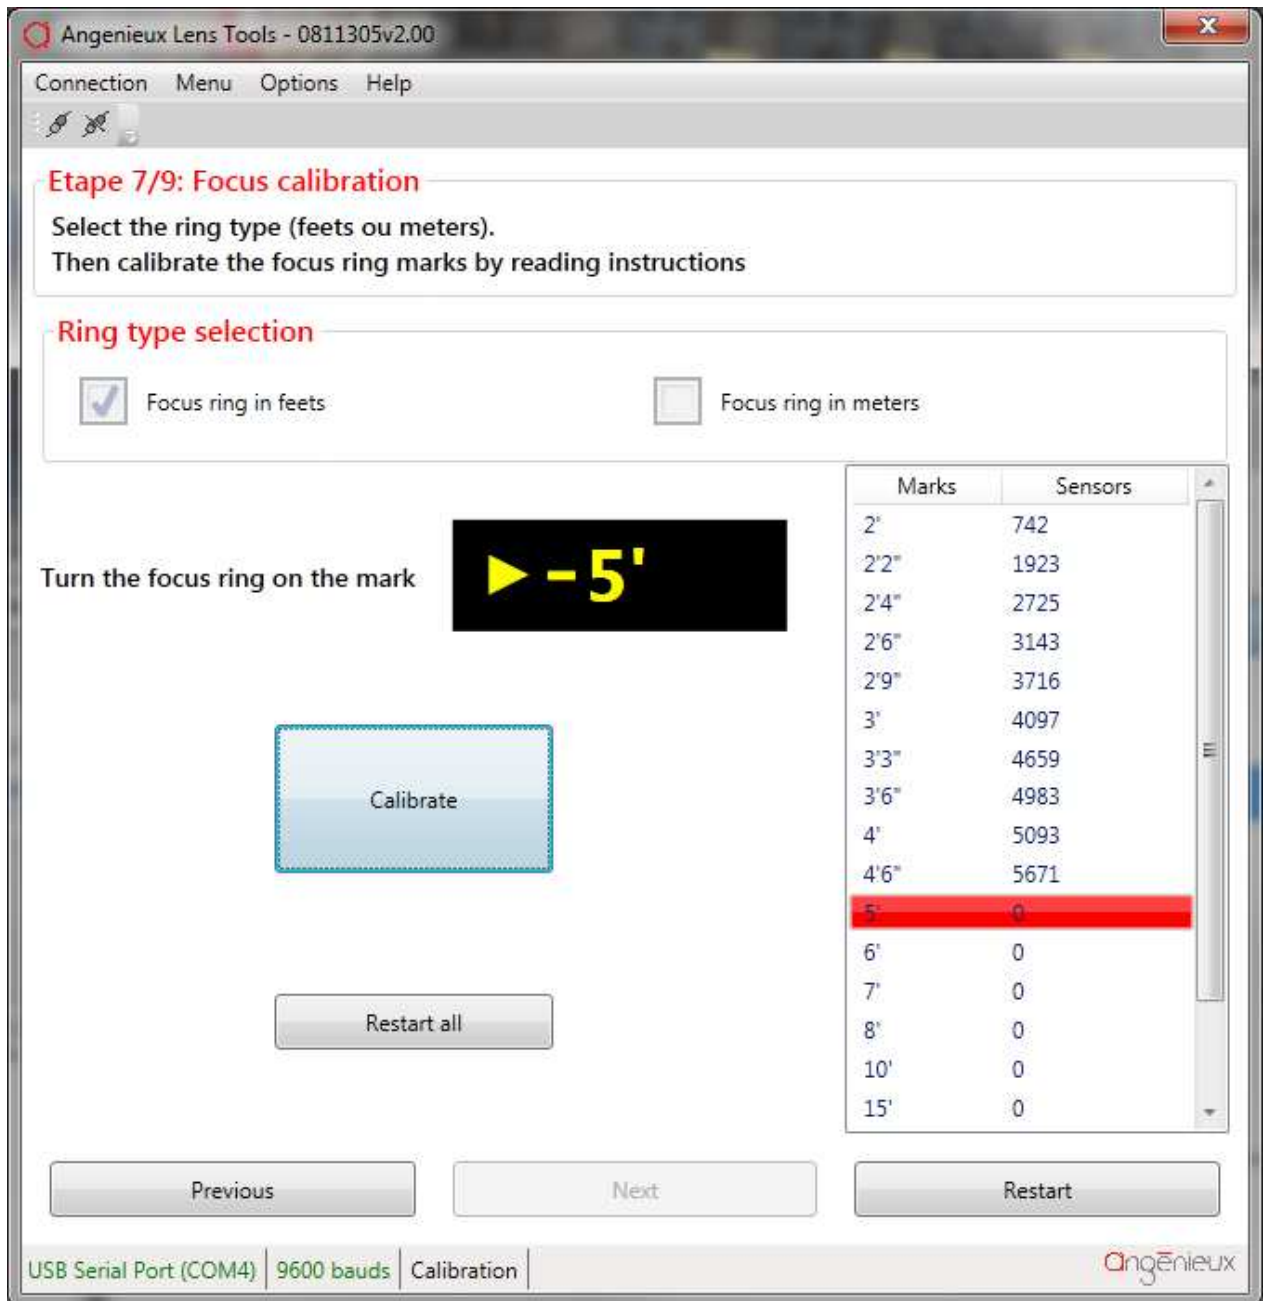 Angenieux Lens Tools - 0811305v2.00
Connection Menu Options Help
Etape 7/9: Focus calibration
Select the ring type (feets ou meters).
Then calibrate the focus ring marks by reading instructions
Ring type selection
Focus ring in feets Focus ring in meters
Turn the focus ring on the mark
►-5'
Calibrate
Restart all
Marks Sensors
2' 742
2'2" 1923
2'4" 2725
2'6" 3143
2'9" 3716
3' 4097
3'3" 4659
3'6" 4983
4' 5093
4'6" 5671
5' 0
6' 0
7' 0
8' 0
10' 0
15' 0
Previous Next Restart
USB Serial Port (COM4) 9600 bauds Calibration
angēnieux